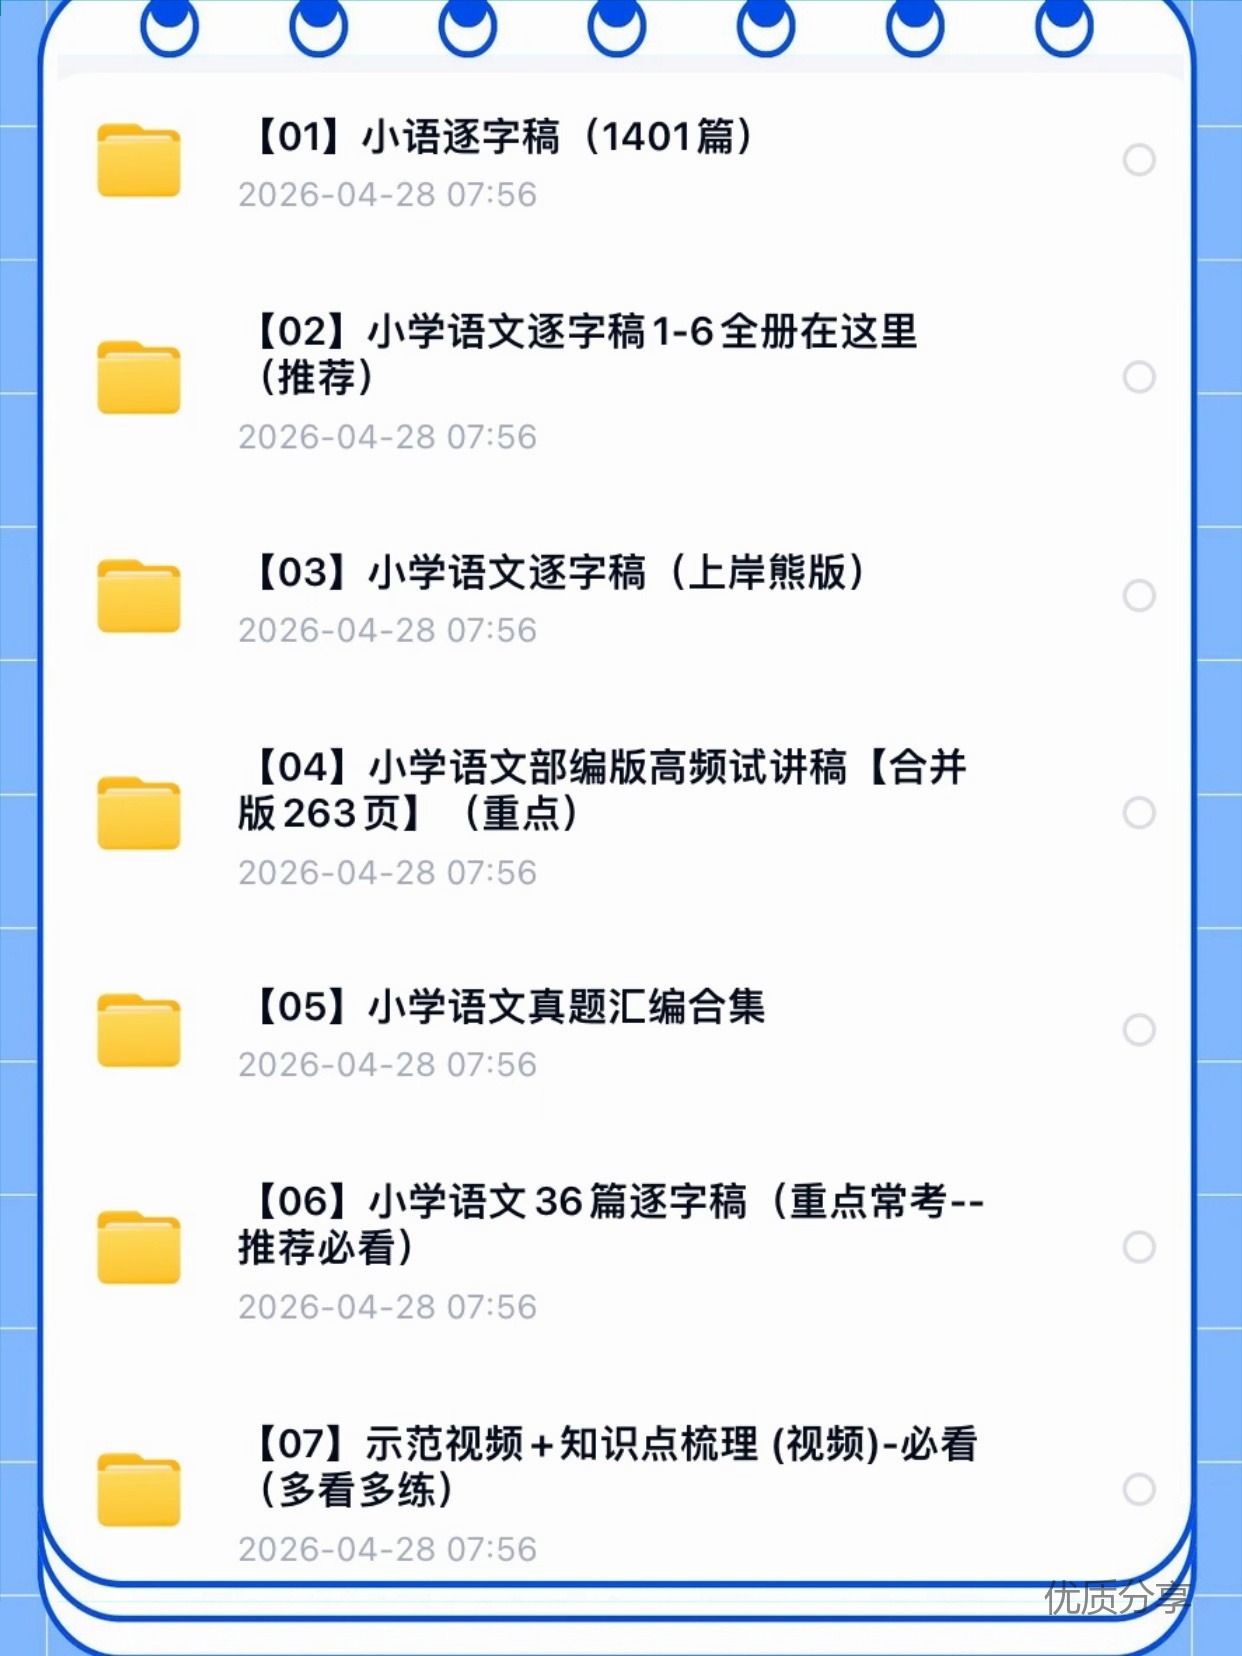 【01】小语逐字稿（1401篇）
2026-04-28 07:56
【02】小学语文逐字稿1-6全册在这里
（推荐）
2026-04-28 07:56
【03】小学语文逐字稿（上岸熊版）
2026-04-28 07:56
【04】小学语文部编版高频试讲稿【合并
版263页】（重点）
2026-04-28 07:56
【05】小学语文真题汇编合集
2026-04-28 07:56
【06】小学语文36篇逐字稿（重点常考--
推荐必看）
2026-04-28 07:56
【07】示范视频+知识点梳理 (视频)-必看
（多看多练）
2026-04-28 07:56
优质分享